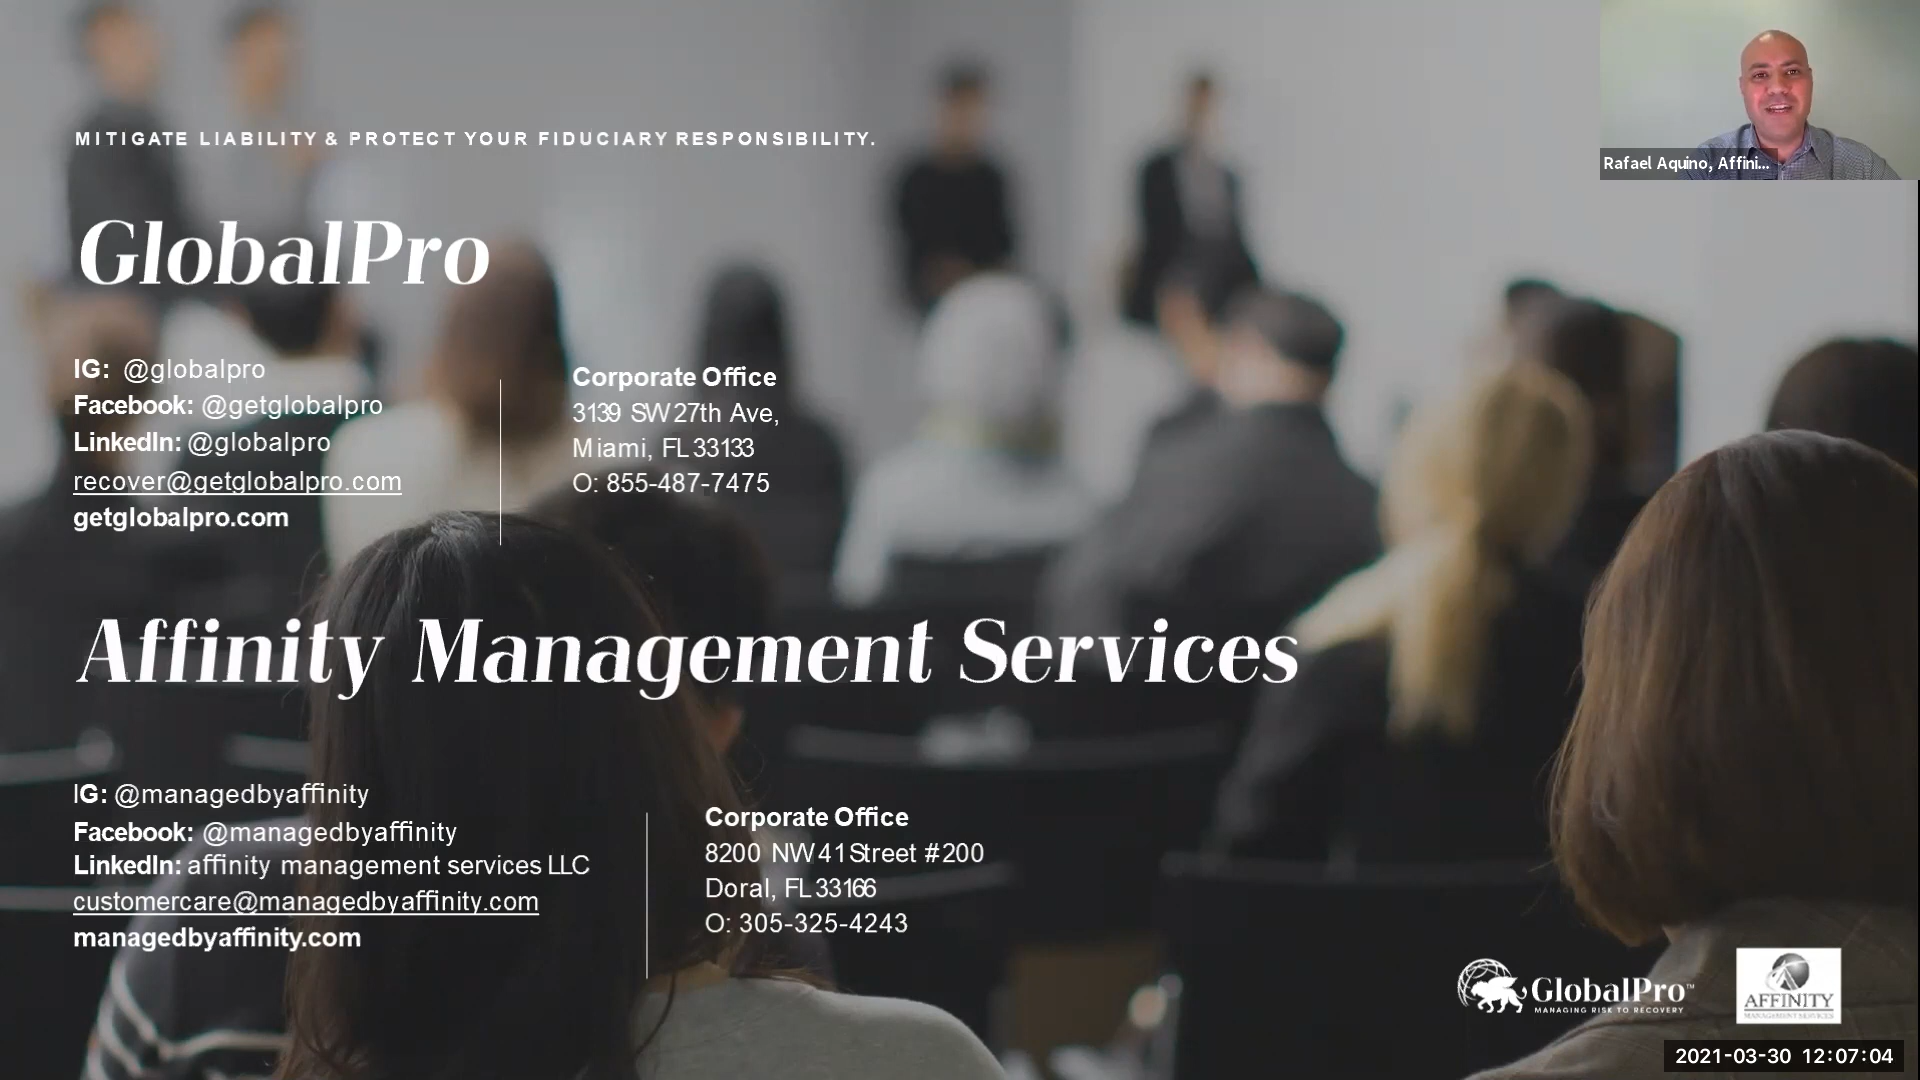 MITIGATE LIABILITY & PROTECT YOUR FIDUCIARY RESPONSIBILITY.
Rafael Aquino, Affini...
GlobalPro
IG: @globalpro
Facebook: @getglobalpro
LinkedIn: @globalpro
recover@getglobalpro.com
getglobalpro.com
Corporate Office
3139 SW 27th Ave,
Miami, FL 33133
O: 855-487-7475
Affinity Management Services
IG: @managedbyaffinity
Facebook: @managedbyaffinity
LinkedIn: affinity management services LLC
customercare@managedbyaffinity.com
managedbyaffinity.com
Corporate Office
8200 NW 41 Street #200
Doral, FL 33166
O: 305-325-4243
GlobalPro™
MANAGING RISK TO RECOVERY
AFFINITY
MANAGEMENT SERVICES
2021-03-30 12:07:04